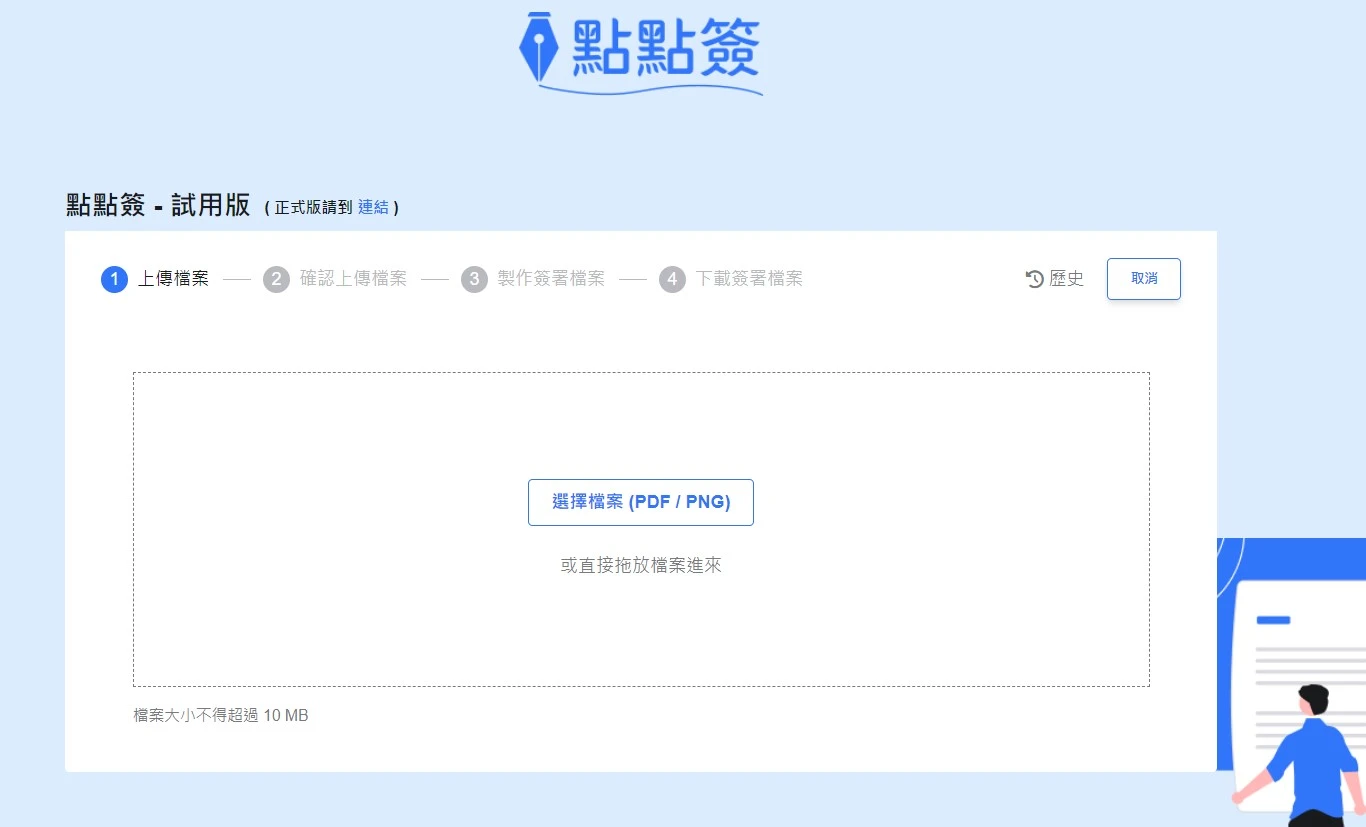 點點簽
點點簽 - 試用版 ( 正式版請到 連結 )
1 上傳檔案 2 確認上傳檔案 3 製作簽署檔案 4 下載簽署檔案 歷史 取消
選擇檔案 (PDF / PNG)
或直接拖放檔案進來
檔案大小不得超過 10 MB